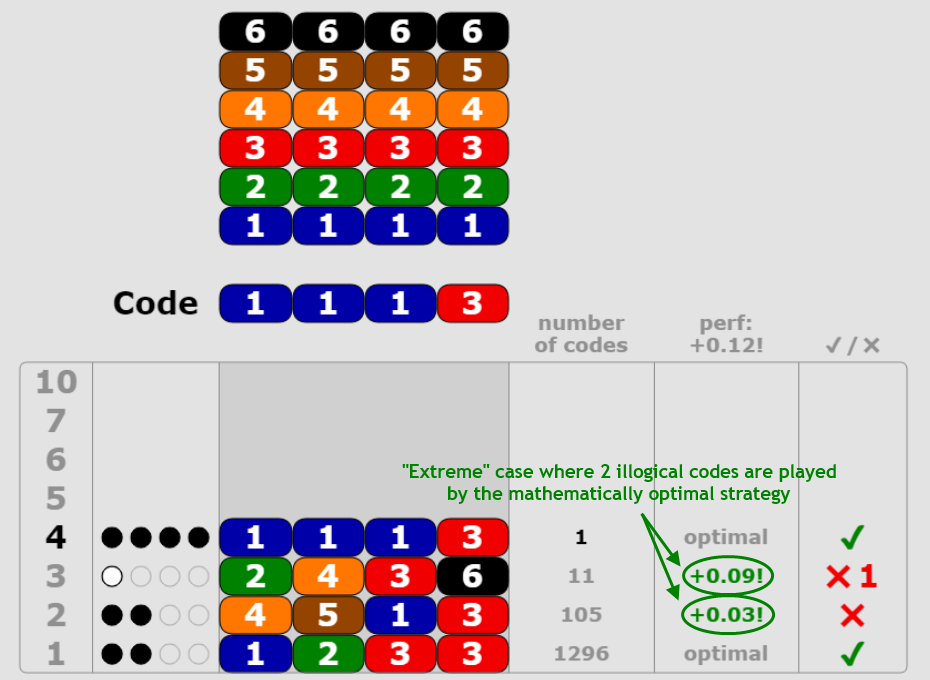 6 6 6 6
5 5 5 5
4 4 4 4
3 3 3 3
2 2 2 2
1 1 1 1
Code 1 1 1 3
number of codes
perf: +0.12!
✓ / ✕
10
7
6
5
"Extreme" case where 2 illogical codes are played
by the mathematically optimal strategy
4 1 1 1 3 1 optimal ✓
3 2 4 3 6 11 +0.09! ✕ 1
2 4 5 1 3 105 +0.03! ✕
1 1 2 3 3 1296 optimal ✓